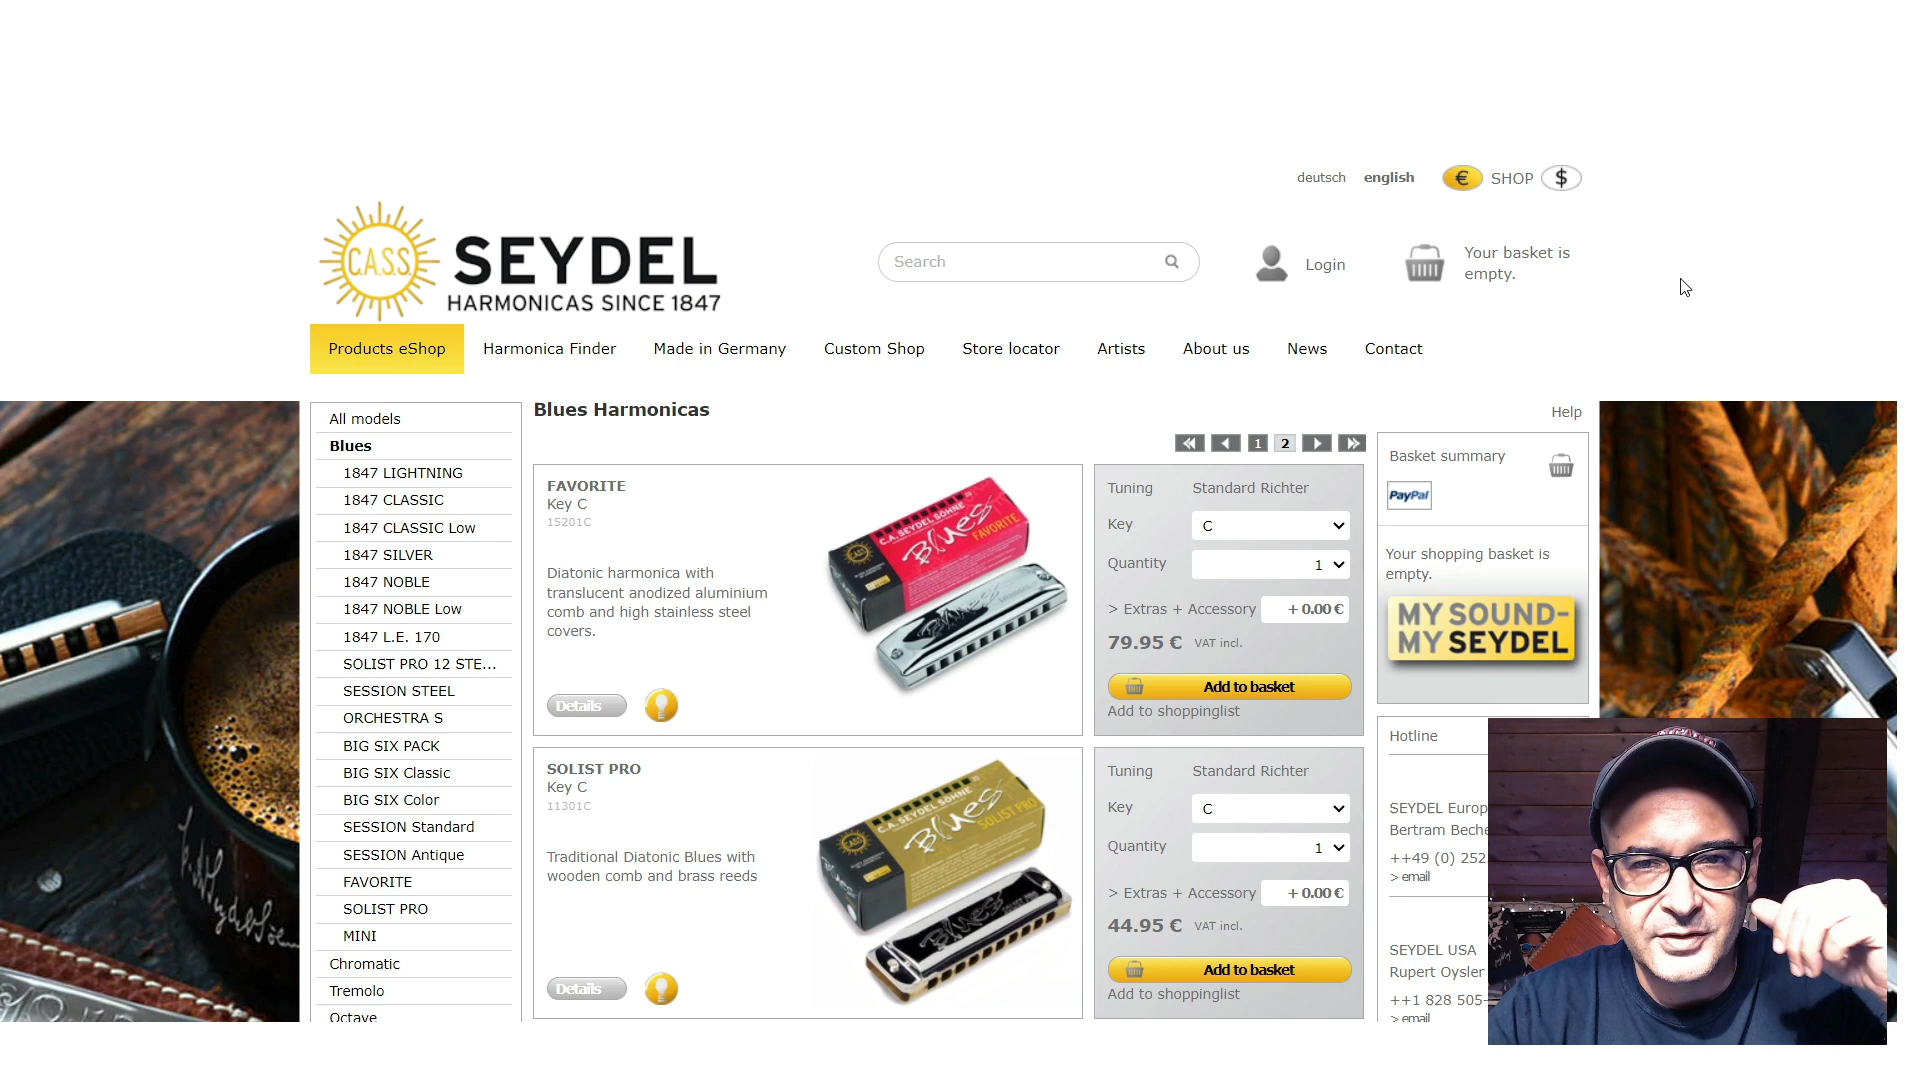 deutsch english € SHOP $
C.A.S.S.
SEYDEL
HARMONICAS SINCE 1847
Search
Login
Your basket is
empty.
Products eShop Harmonica Finder Made in Germany Custom Shop Store locator Artists About us News Contact
All models
Blues
1847 LIGHTNING
1847 CLASSIC
1847 CLASSIC Low
1847 SILVER
1847 NOBLE
1847 NOBLE Low
1847 L.E. 170
SOLIST PRO 12 STE...
SESSION STEEL
ORCHESTRA S
BIG SIX PACK
BIG SIX Classic
BIG SIX Color
SESSION Standard
SESSION Antique
FAVORITE
SOLIST PRO
MINI
Chromatic
Tremolo
Octave
Blues Harmonicas
1 2
FAVORITE
Key C
15201C
Diatonic harmonica with
translucent anodized aluminium
comb and high stainless steel
covers.
Details
C.A. SEYDEL SÖHNE
Blues
FAVORITE
Blues
Tuning Standard Richter
Key C
Quantity 1
> Extras + Accessory + 0.00 €
79.95 € VAT incl.
Add to basket
Add to shoppinglist
SOLIST PRO
Key C
11301C
Traditional Diatonic Blues with
wooden comb and brass reeds
Details
C.A. SEYDEL SÖHNE
Blues
SOLIST PRO
Blues
Tuning Standard Richter
Key C
Quantity 1
> Extras + Accessory + 0.00 €
44.95 € VAT incl.
Add to basket
Add to shoppinglist
Help
Basket summary
PayPal
Your shopping basket is
empty.
MY SOUND-
MY SEYDEL
Hotline
SEYDEL Europ
Bertram Beche
++49 (0) 252
> email
SEYDEL USA
Rupert Oysler
++1 828 505-
> email